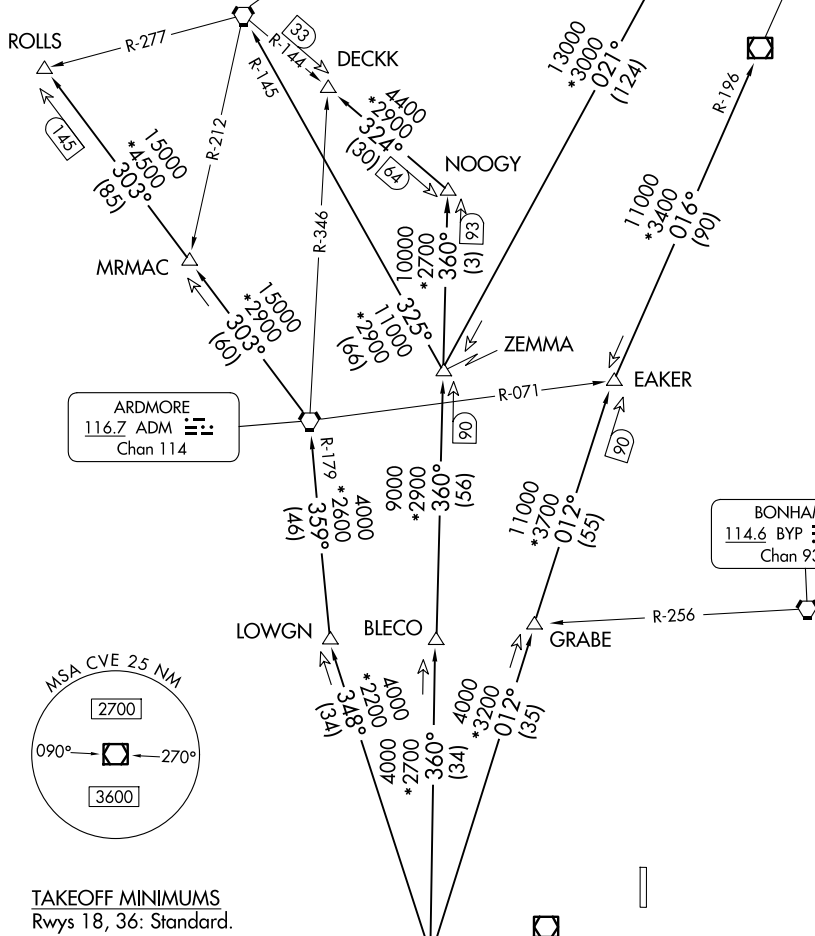 ROLLS
R-277
33
R-144
DECKK
R-145
R-212
145
15000
*4500
303°
(85)
4400
*2900
324°
(30)
64
NOOGY
93
13000
*3000
021°
(124)
R-196
11000
*3400
016°
(90)
R-346
MRMAC
15000
*2900
303°
(60)
10000
*2700
360°
(3)
325°
11000
*2900
(66)
ZEMMA
EAKER
R-071
90
90
ARDMORE
116.7 ADM
Chan 114
R-179
4000
*2600
359°
(46)
9000
*2900
360°
(56)
11000
*3700
012°
(55)
BONHAM
114.6 BYP
Chan 93
R-256
LOWGN
BLECO
GRABE
4000
*2200
348°
(34)
4000
*2700
360°
(34)
4000
*3200
012°
(35)
MSA CVE 25 NM
2700
090°
270°
3600
TAKEOFF MINIMUMS
Rwys 18, 36: Standard.